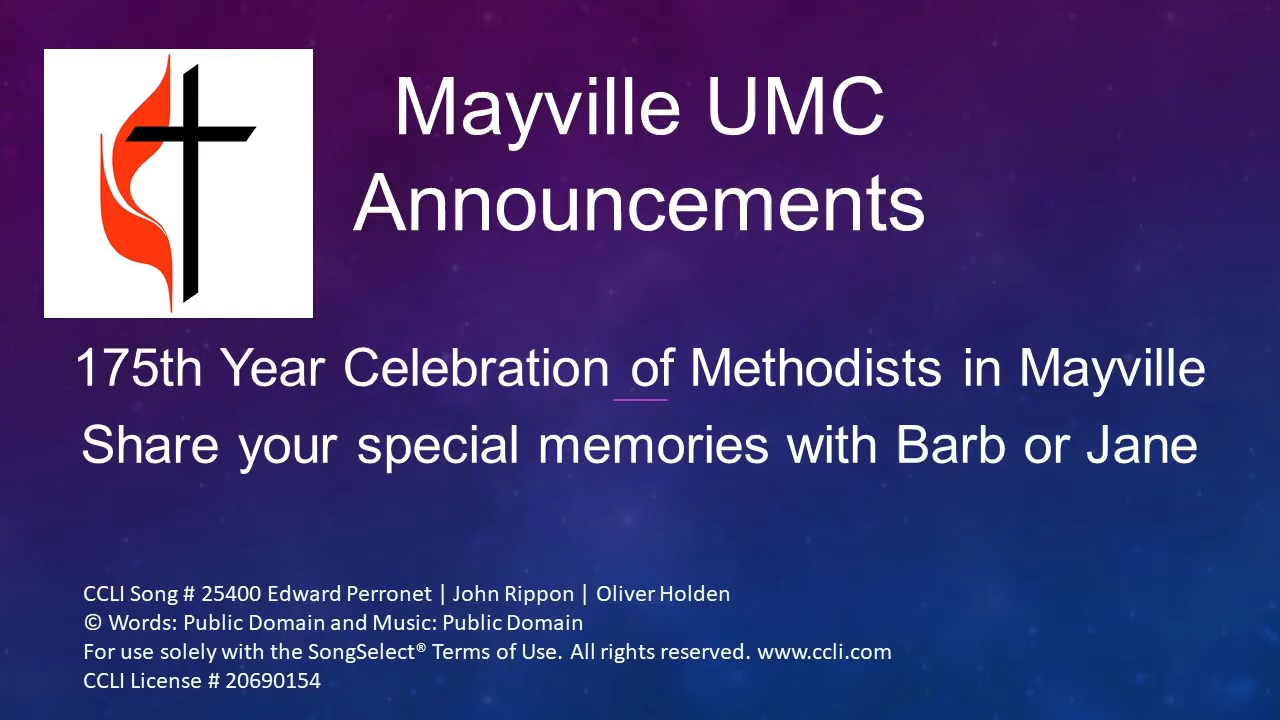 Mayville UMC
Announcements
175th Year Celebration of Methodists in Mayville
Share your special memories with Barb or Jane
CCLI Song # 25400 Edward Perronet | John Rippon | Oliver Holden
© Words: Public Domain and Music: Public Domain
For use solely with the SongSelect® Terms of Use. All rights reserved. www.ccli.com
CCLI License # 20690154